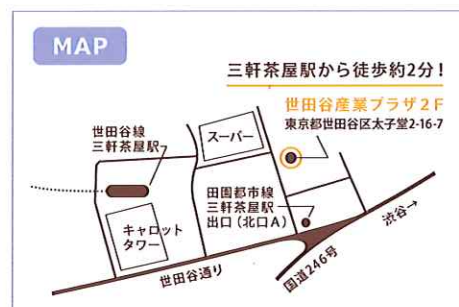 MAP
三軒茶屋駅から徒歩約2分！
世田谷産業プラザ2F
東京都世田谷区太子堂2-16-7
世田谷線
三軒茶屋駅
スーパー
田園都市線
三軒茶屋駅
出口（北口A）
キャロット
タワー
世田谷通り
国道246号
渋谷→